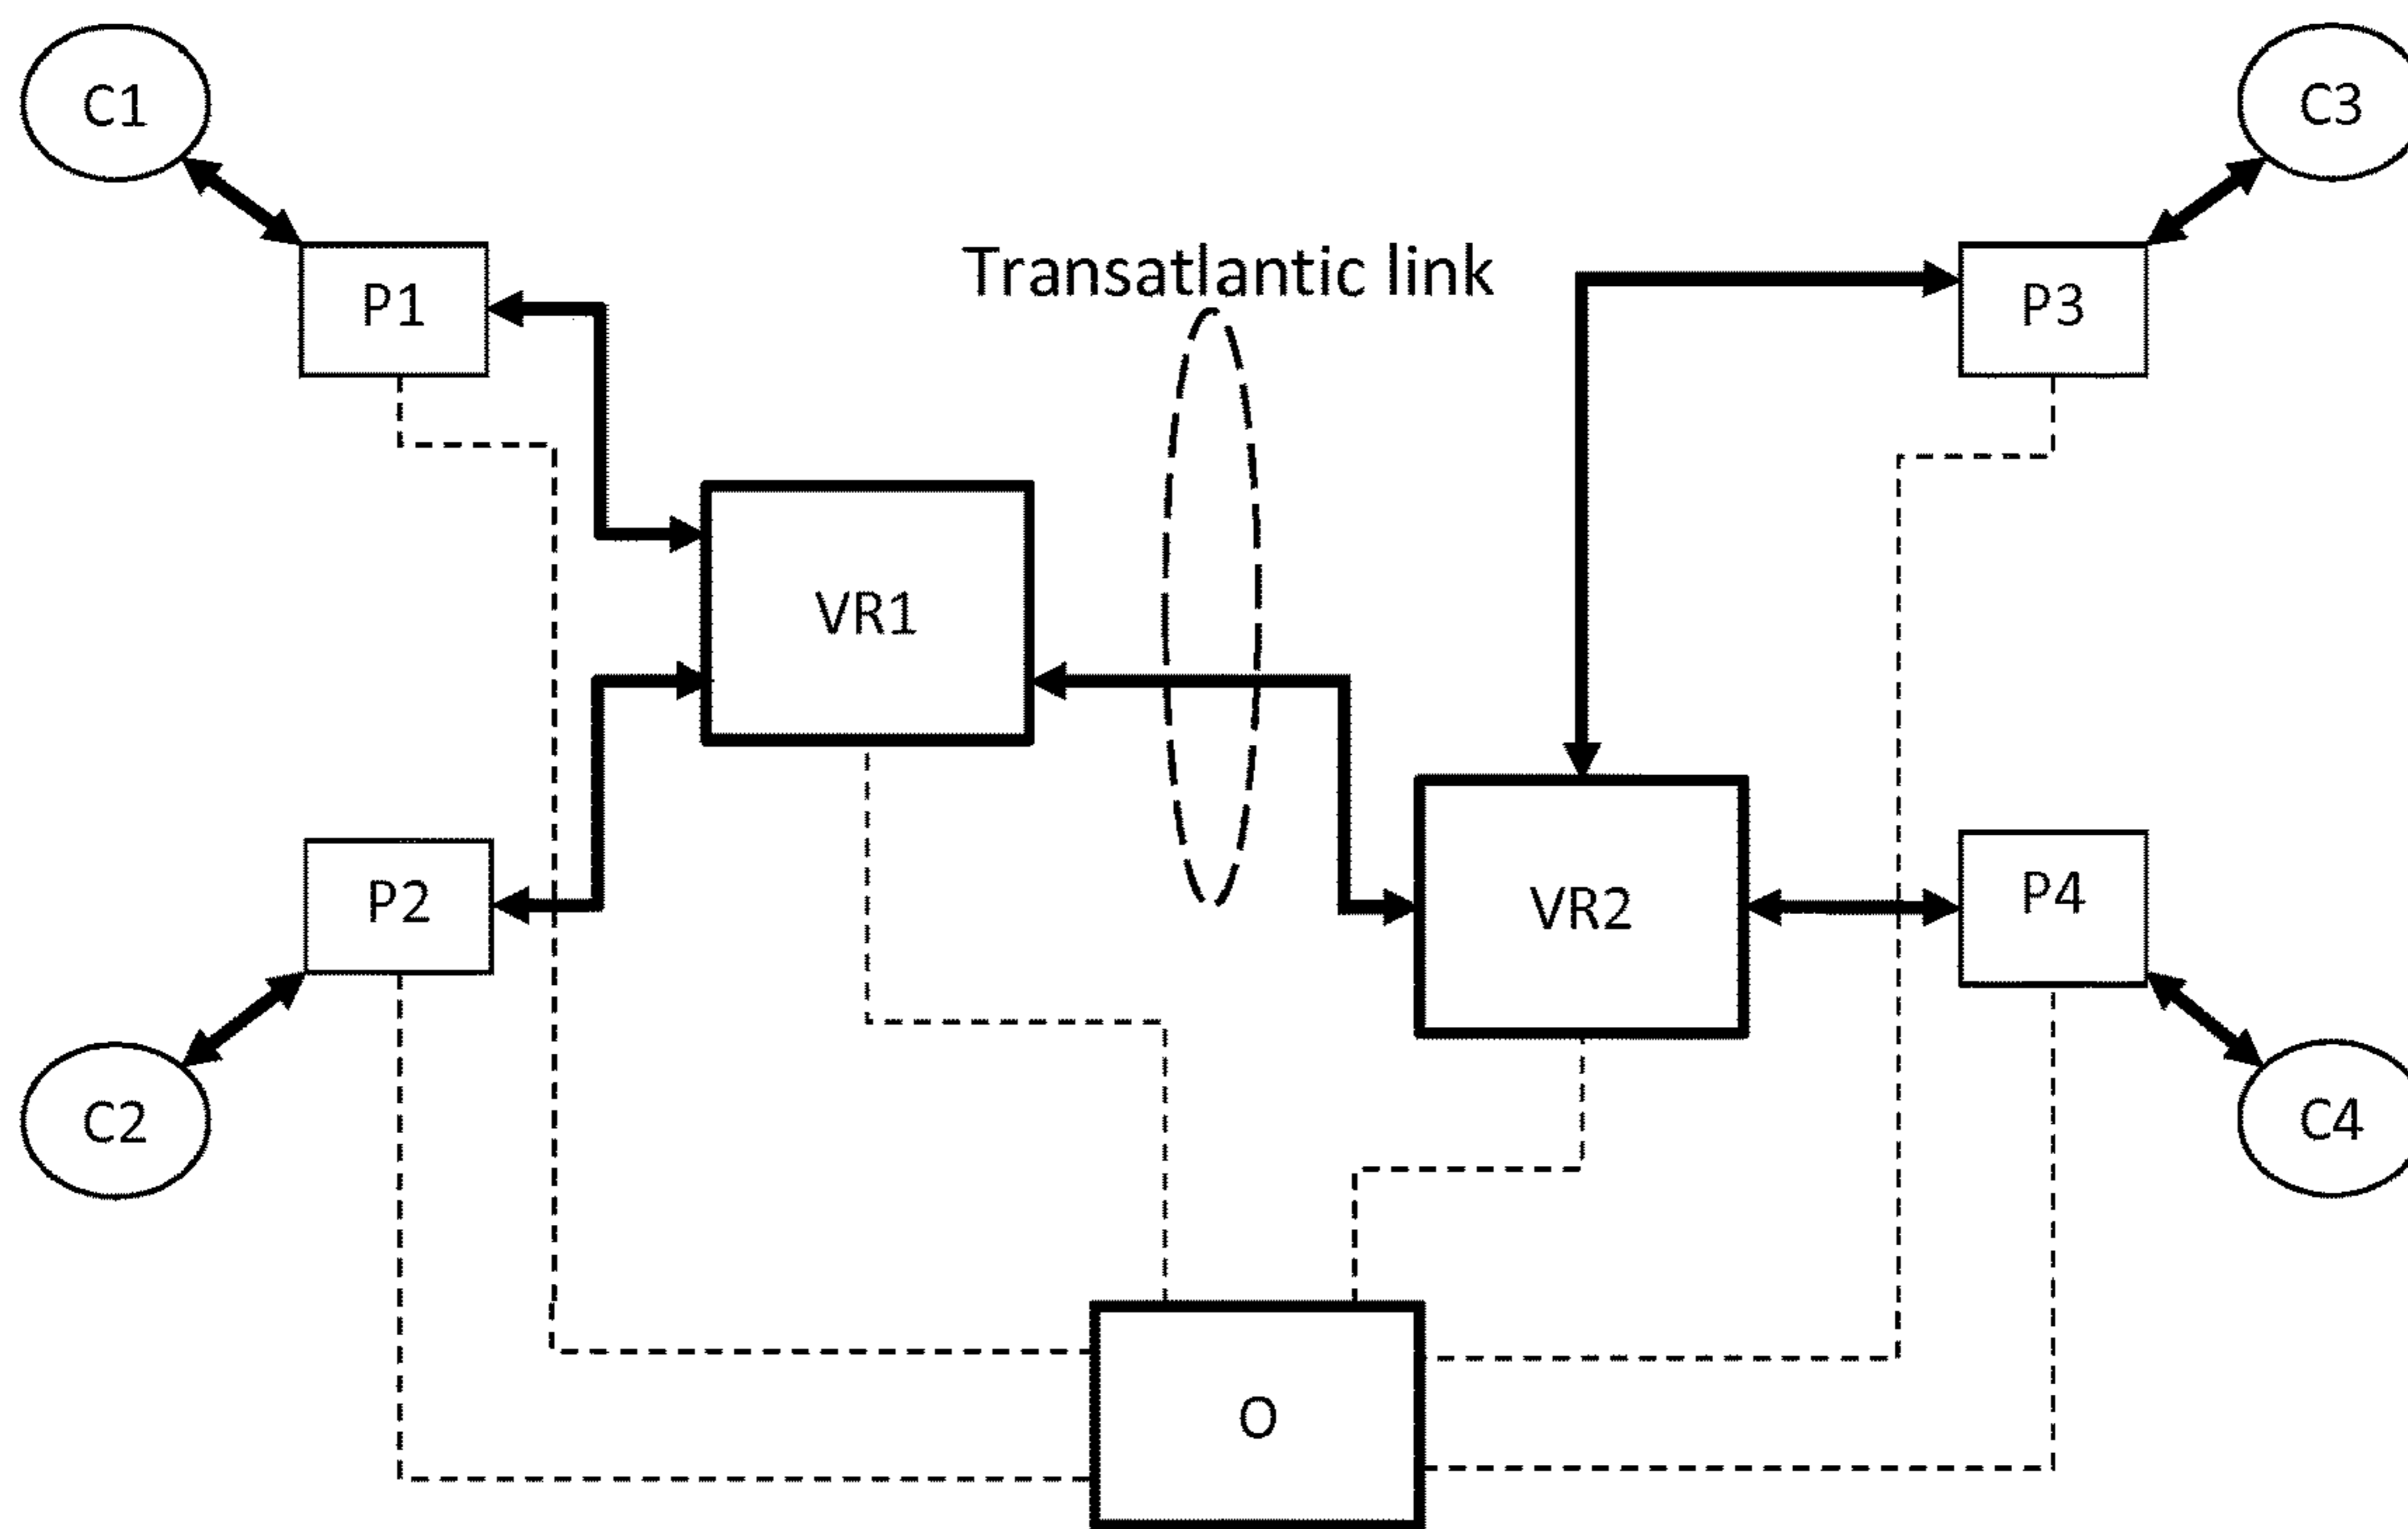 C1
C3
Transatlantic link
P1
P3
VR1
P2
VR2
P4
C2
C4
O